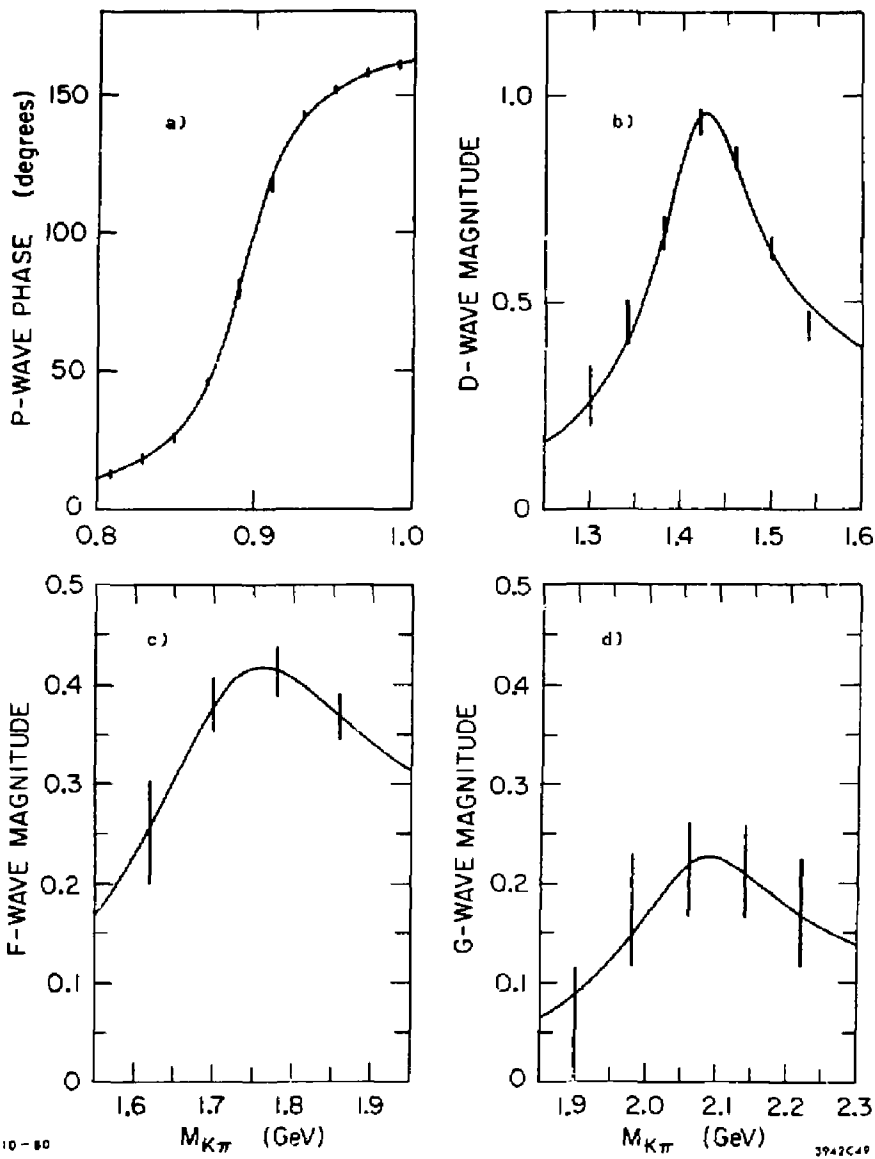 P-WAVE PHASE (degrees)
150
100
50
0
a)
0.8 0.9 1.0
D-WAVE MAGNITUDE
1.0
0.5
0
b)
1.3 1.4 1.5 1.6
F-WAVE MAGNITUDE
0.5
0.4
0.3
0.2
0.1
0
c)
1.6 1.7 1.8 1.9
M_Kπ (GeV)
G-WAVE MAGNITUDE
0.5
0.4
0.3
0.2
0.1
0
d)
1.9 2.0 2.1 2.2 2.3
M_Kπ (GeV)
10-80
3942C49